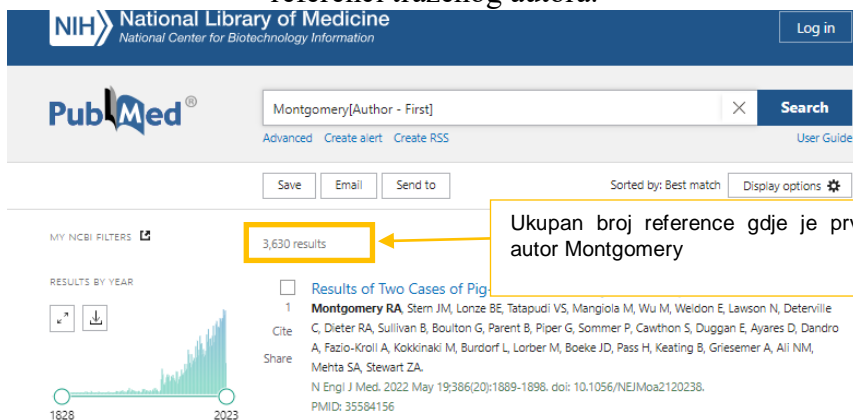 referenci traženog autora.
NIH National Library of Medicine
National Center for Biotechnology Information
Log in
PubMed®
Montgomery[Author - First]
Search
Advanced Create alert Create RSS
User Guide
Save Email Send to
Sorted by: Best match Display options
MY NCBI FILTERS
3,630 results
Ukupan broj reference gdje je prv
autor Montgomery
RESULTS BY YEAR
Results of Two Cases of Pig-
1
Montgomery RA, Stern JM, Lonze BE, Tatapudi VS, Mangiola M, Wu M, Weldon E, Lawson N, Deterville
Cite
C, Dieter RA, Sullivan B, Boulton G, Parent B, Piper G, Sommer P, Cawthon S, Duggan E, Ayares D, Dandro
Share
A, Fazio-Kroll A, Kokkinaki M, Burdorf L, Lorber M, Boeke JD, Pass H, Keating B, Griesemer A, Ali NM,
Mehta SA, Stewart ZA.
N Engl J Med. 2022 May 19;386(20):1889-1898. doi: 10.1056/NEJMoa2120238.
PMID: 35584156
1828 2023